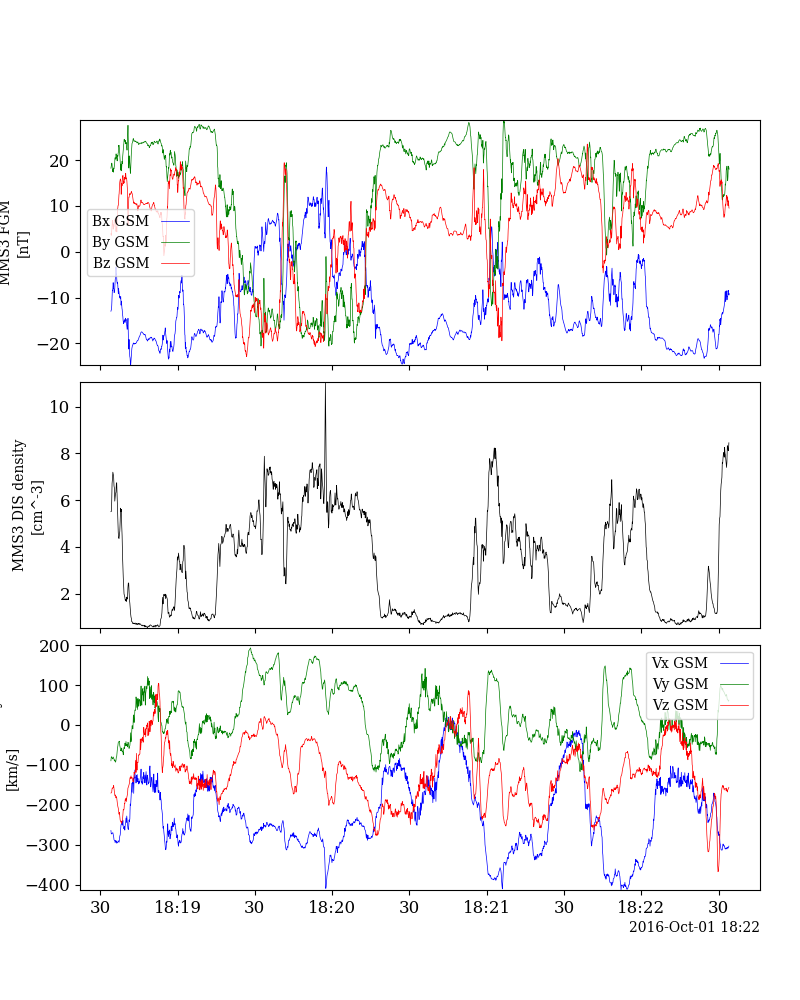 MMS3 FGM
[nT]
20
10
0
−10
−20
Bx GSM
By GSM
Bz GSM
MMS3 DIS density
[cm^-3]
10
8
6
4
2
[km/s]
200
100
0
−100
−200
−300
−400
Vx GSM
Vy GSM
Vz GSM
30 18:19 30 18:20 30 18:21 30 18:22 30
2016-Oct-01 18:22